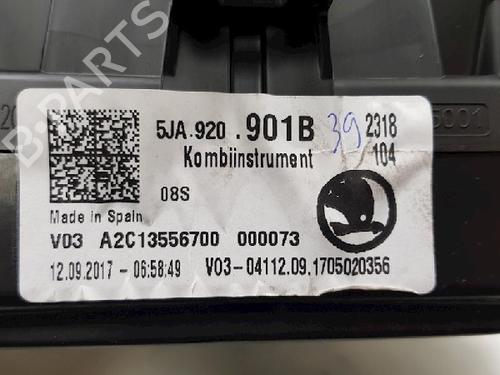 B-PARTS
5JA.920.901B 39 2318
Kombiinstrument 104
08S
Made in Spain
V03 A2C13556700 000073
12.09.2017 - 06:58:49 V03-04112.09.1705020356